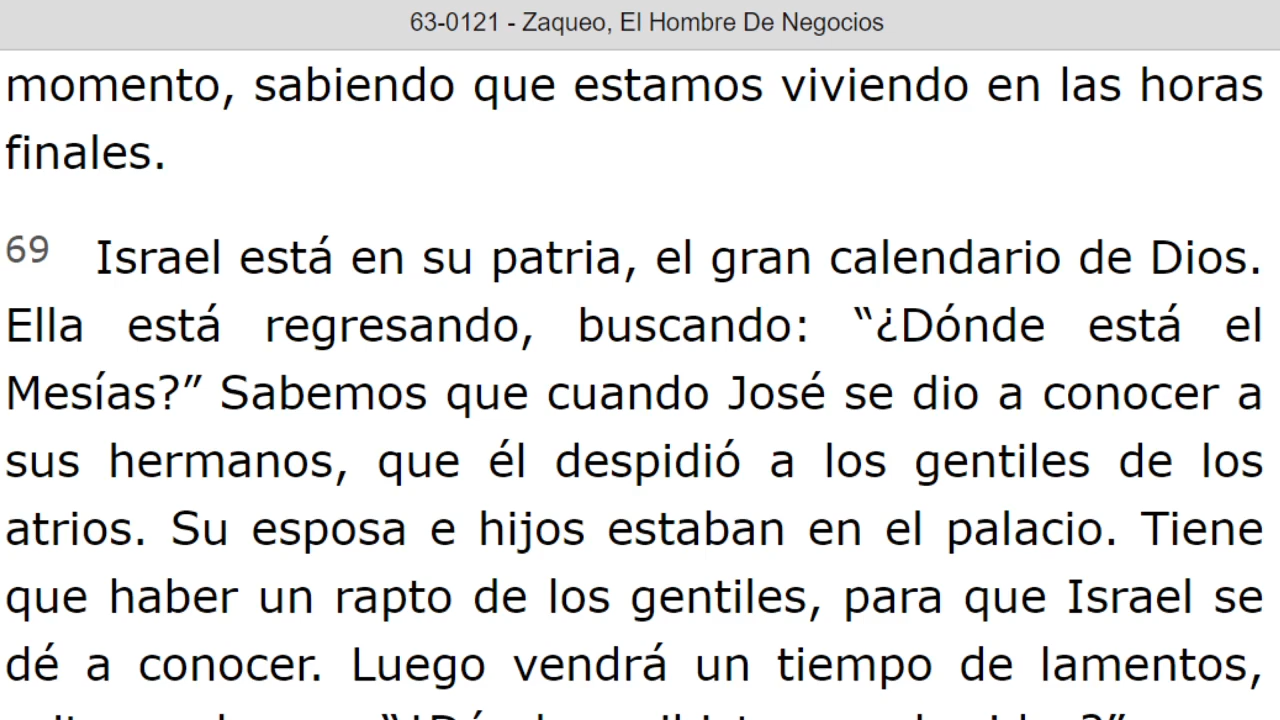 63-0121 - Zaqueo, El Hombre De Negocios
momento, sabiendo que estamos viviendo en las horas
finales.
69 Israel está en su patria, el gran calendario de Dios.
Ella está regresando, buscando: “¿Dónde está el
Mesías?” Sabemos que cuando José se dio a conocer a
sus hermanos, que él despidió a los gentiles de los
atrios. Su esposa e hijos estaban en el palacio. Tiene
que haber un rapto de los gentiles, para que Israel se
dé a conocer. Luego vendrá un tiempo de lamentos,